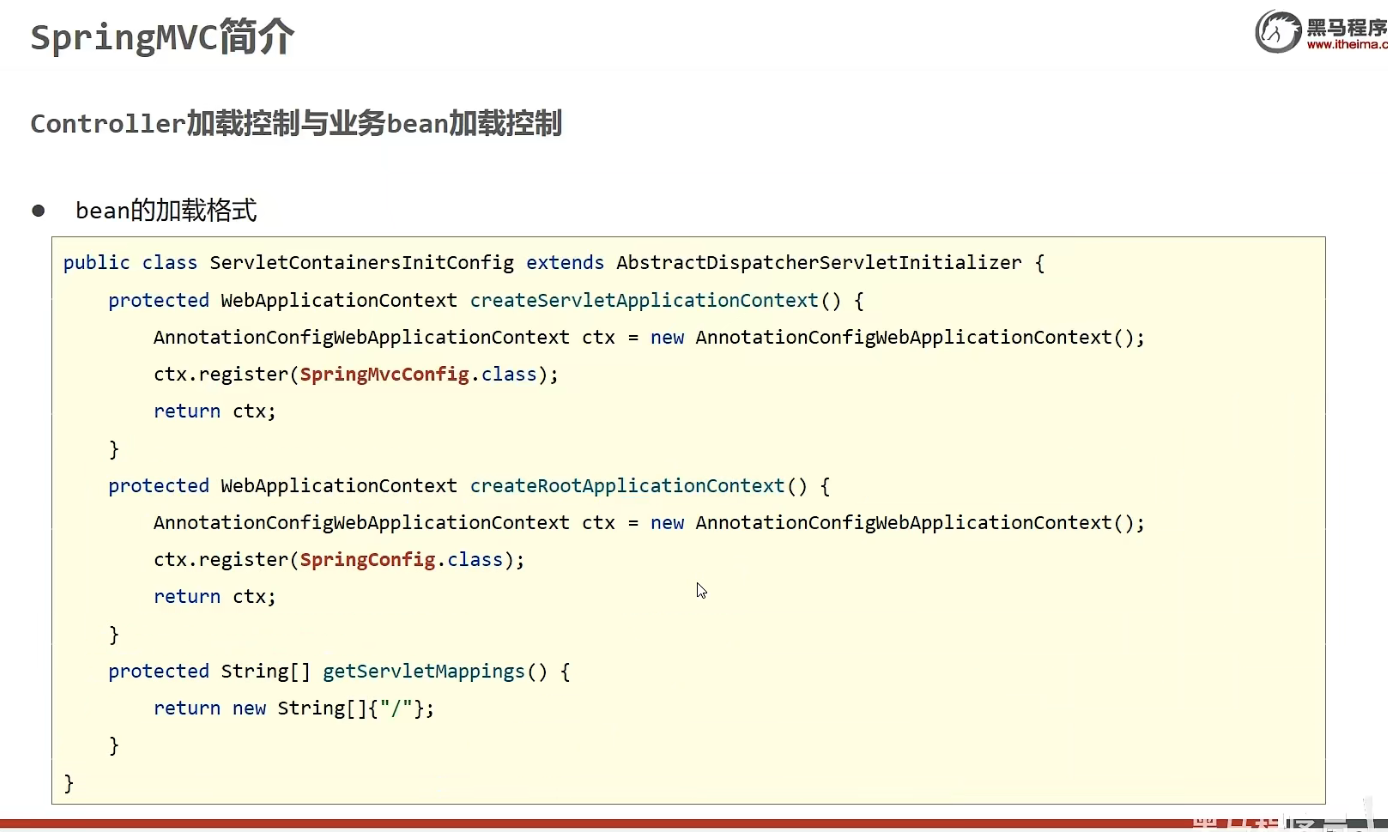 SpringMVC简介
黑马程序
www.itheima.c
Controller加载控制与业务bean加载控制
● bean的加载格式
public class ServletContainersInitConfig extends AbstractDispatcherServletInitializer {
    protected WebApplicationContext createServletApplicationContext() {
        AnnotationConfigWebApplicationContext ctx = new AnnotationConfigWebApplicationContext();
        ctx.register(SpringMvcConfig.class);
        return ctx;
    }
    protected WebApplicationContext createRootApplicationContext() {
        AnnotationConfigWebApplicationContext ctx = new AnnotationConfigWebApplicationContext();
        ctx.register(SpringConfig.class);
        return ctx;
    }
    protected String[] getServletMappings() {
        return new String[]{"/"};
    }
}